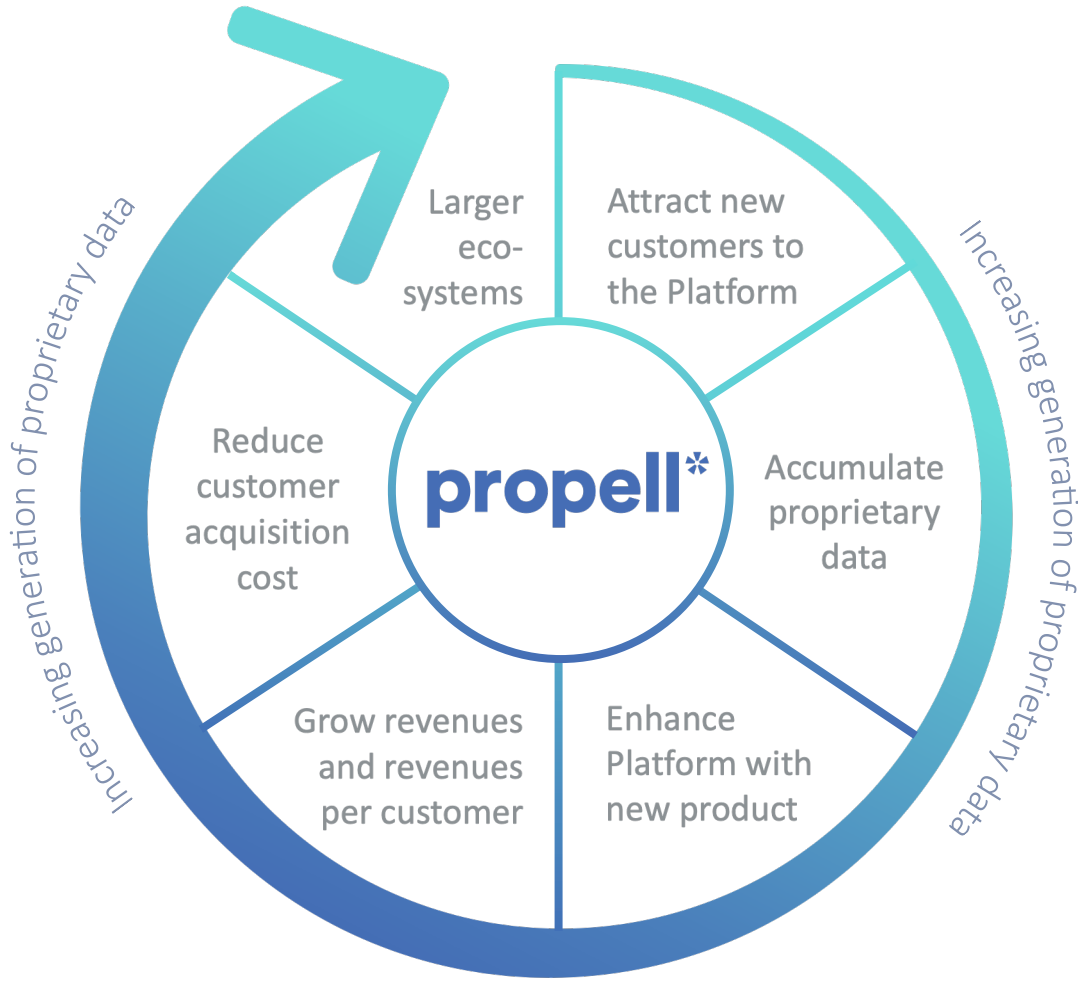 Attract new
customers to
the Platform
Accumulate
proprietary
data
Enhance
Platform with
new product
Grow revenues
and revenues
per customer
Reduce
customer
acquisition
cost
Larger
eco-
systems
propell*
Increasing generation of proprietary data
Increasing generation of proprietary data